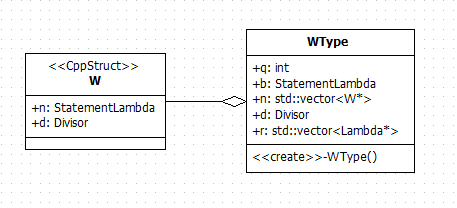 <<CppStruct>>
W
+n: StatementLambda
+d: Divisor
WType
+q: int
+b: StatementLambda
+n: std::vector<W*>
+d: Divisor
+r: std::vector<Lambda*>
<<create>>-WType()